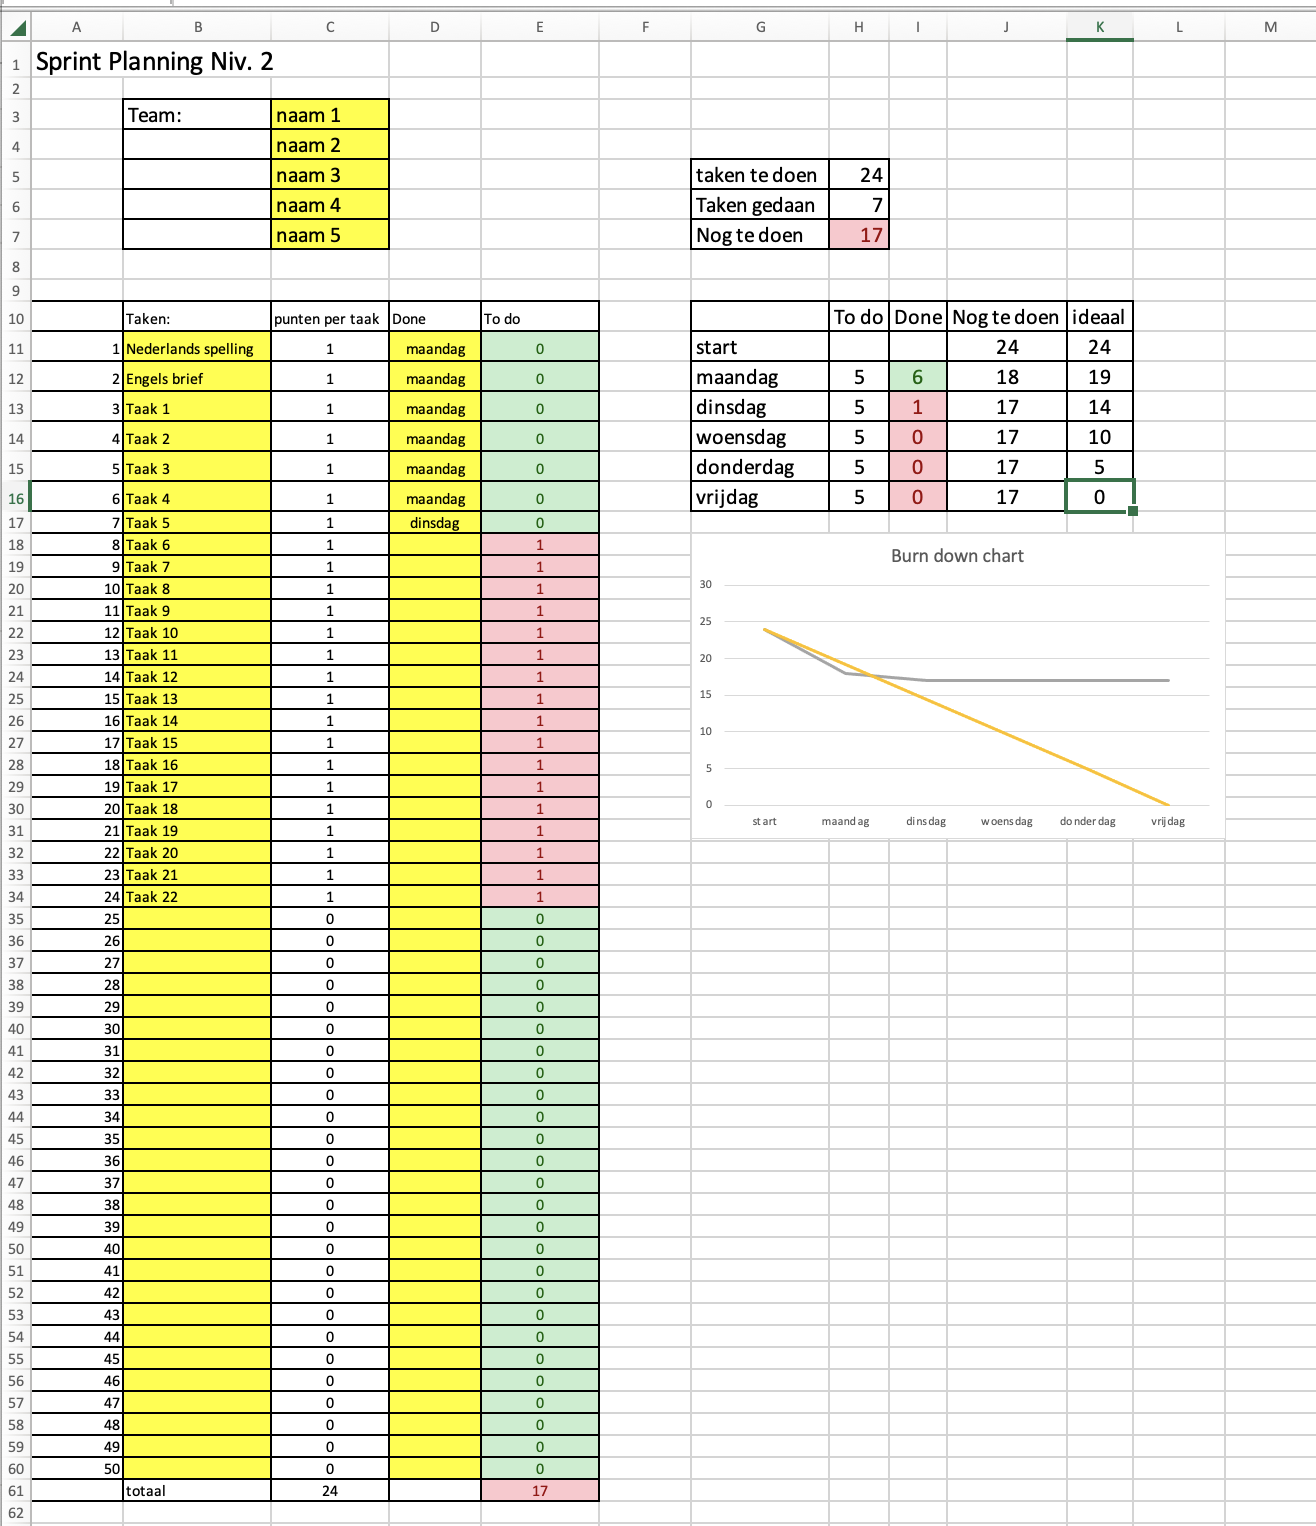 A B C D E F G H I J K L M
1 Sprint Planning Niv. 2
2
3 Team: naam 1
4 naam 2
5 naam 3 taken te doen 24
6 naam 4 Taken gedaan 7
7 naam 5 Nog te doen 17
8
9
10 Taken: punten per taak Done To do To do Done Nog te doen ideaal
11 1 Nederlands spelling 1 maandag 0 start 24 24
12 2 Engels brief 1 maandag 0 maandag 5 6 18 19
13 3 Taak 1 1 maandag 0 dinsdag 5 1 17 14
14 4 Taak 2 1 maandag 0 woensdag 5 0 17 10
15 5 Taak 3 1 maandag 0 donderdag 5 0 17 5
16 6 Taak 4 1 maandag 0 vrijdag 5 0 17 0
17 7 Taak 5 1 dinsdag 0
18 8 Taak 6 1 1
19 9 Taak 7 1 1
20 10 Taak 8 1 1
21 11 Taak 9 1 1
22 12 Taak 10 1 1
23 13 Taak 11 1 1
24 14 Taak 12 1 1
25 15 Taak 13 1 1
26 16 Taak 14 1 1
27 17 Taak 15 1 1
28 18 Taak 16 1 1
29 19 Taak 17 1 1
30 20 Taak 18 1 1
31 21 Taak 19 1 1
32 22 Taak 20 1 1
33 23 Taak 21 1 1
34 24 Taak 22 1 1
35 25 0 0
36 26 0 0
37 27 0 0
38 28 0 0
39 29 0 0
40 30 0 0
41 31 0 0
42 32 0 0
43 33 0 0
44 34 0 0
45 35 0 0
46 36 0 0
47 37 0 0
48 38 0 0
49 39 0 0
50 40 0 0
51 41 0 0
52 42 0 0
53 43 0 0
54 44 0 0
55 45 0 0
56 46 0 0
57 47 0 0
58 48 0 0
59 49 0 0
60 50 0 0
61 totaal 24 17
62
Burn down chart
30
25
20
15
10
5
0
start maandag dinsdag woensdag donderdag vrijdag